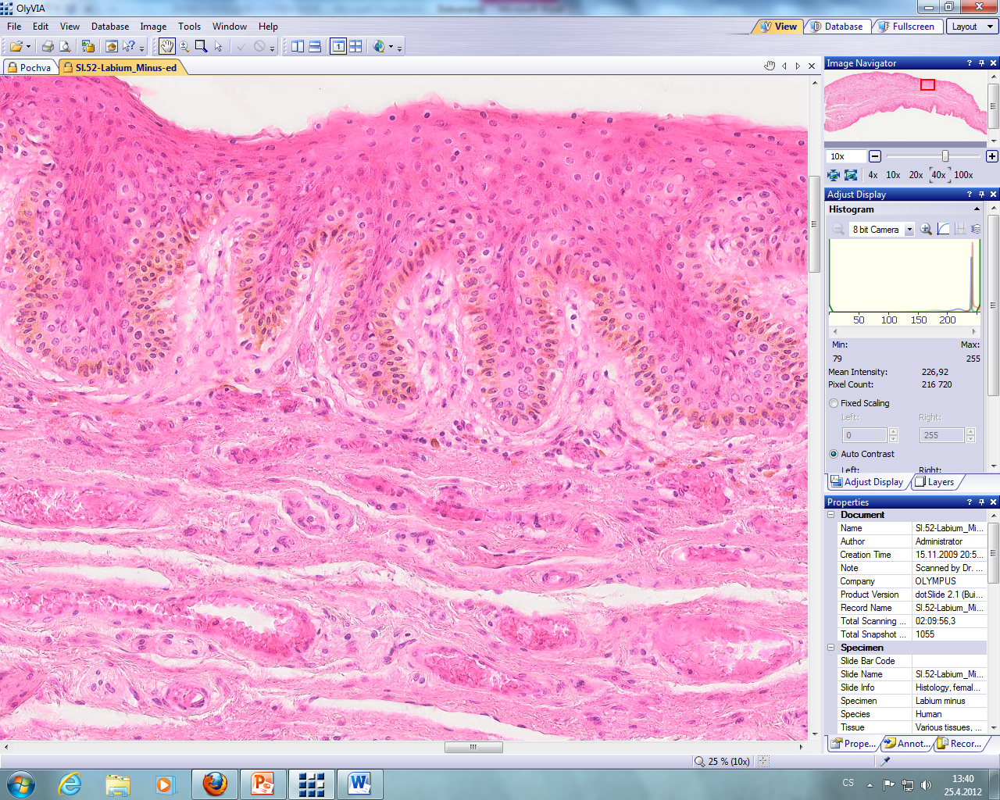 OlyVIA
File Edit View Database Image Tools Window Help
View Database Fullscreen Layout
Pochva Sl.52-Labium_Minus-ed
Image Navigator
10x
4x 10x 20x 40x 100x
Adjust Display
Histogram
8 bit Camera
50 100 150 200
Min: Max:
79 255
Mean Intensity: 226,92
Pixel Count: 216 720
Fixed Scaling
Left: Right:
0 255
Auto Contrast
Left: Right:
Adjust Display Layers
Properties
Document
Name Sl.52-Labium_Mi...
Author Administrator
Creation Time 15.11.2009 20:5...
Note Scanned by Dr. ...
Company OLYMPUS
Product Version dotSlide 2.1 (Bui...
Record Name Sl.52-Labium_Mi...
Total Scanning ... 02:09:56,3
Total Snapshot ... 1055
Specimen
Slide Bar Code
Slide Name Sl.52-Labium_Mi...
Slide Info Histology, femal...
Specimen Labium minus
Species Human
Tissue Various tissues, ...
Prope... Annot... Recor...
25 % (10x)
CS
13:40
25.4.2012